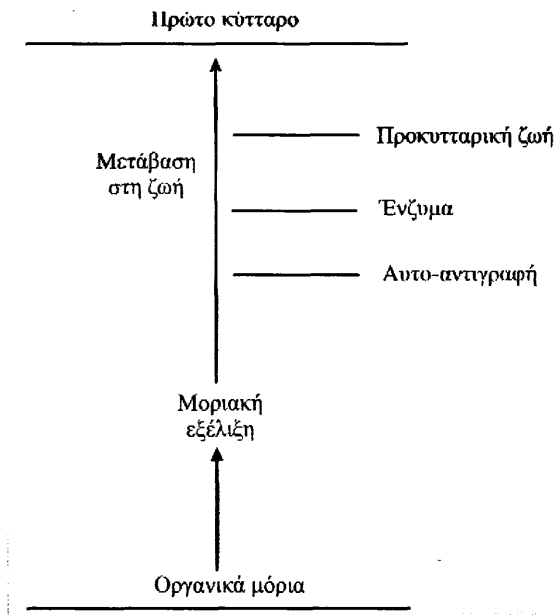 Πρώτο κύτταρο
Προκυτταρική ζωή
Μετάβαση
στη ζωή
Ένζυμα
Αυτο-αντιγραφή
Μοριακή
εξέλιξη
Οργανικά μόρια